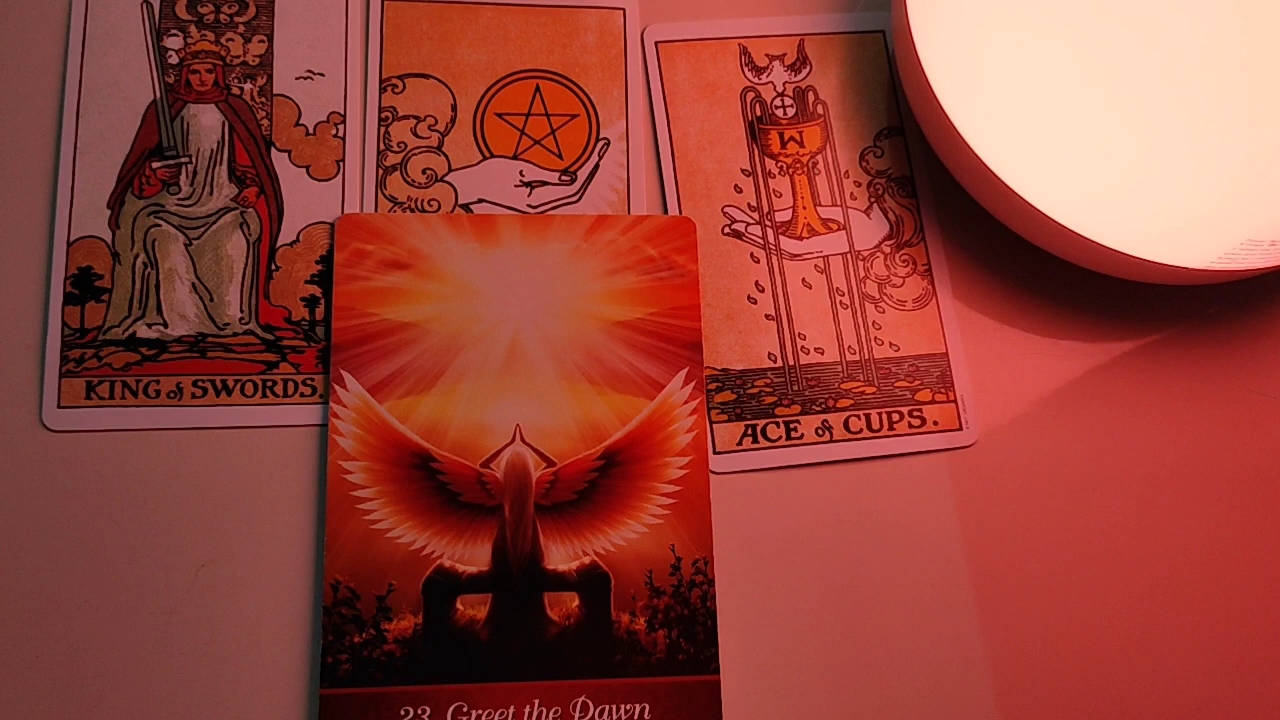 KING of SWORDS.
ACE of CUPS.
23. Greet the Dawn